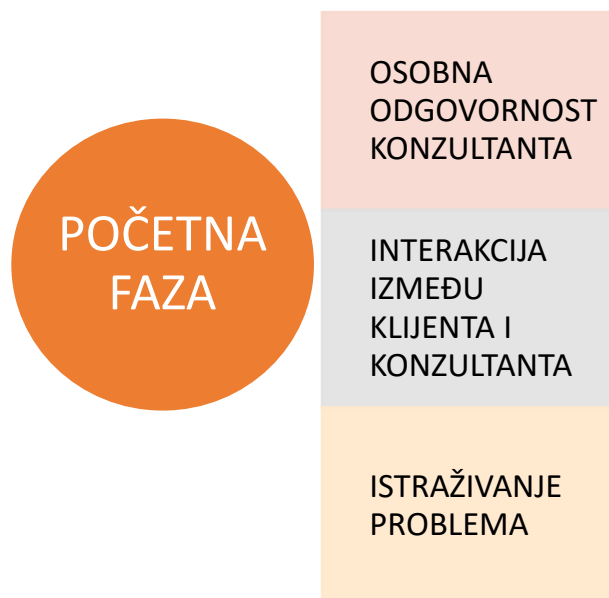 POČETNA
FAZA
OSOBNA
ODGOVORNOST
KONZULTANTA
INTERAKCIJA
IZMEĐU
KLIJENTA I
KONZULTANTA
ISTRAŽIVANJE
PROBLEMA